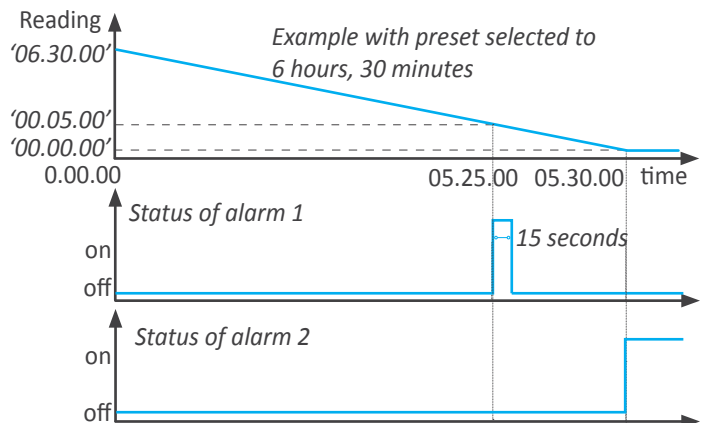 Reading
‘06.30.00’
Example with preset selected to
6 hours, 30 minutes
‘00.05.00’
‘00.00.00’
0.00.00
05.25.00
05.30.00
time
Status of alarm 1
on
15 seconds
off
Status of alarm 2
on
off